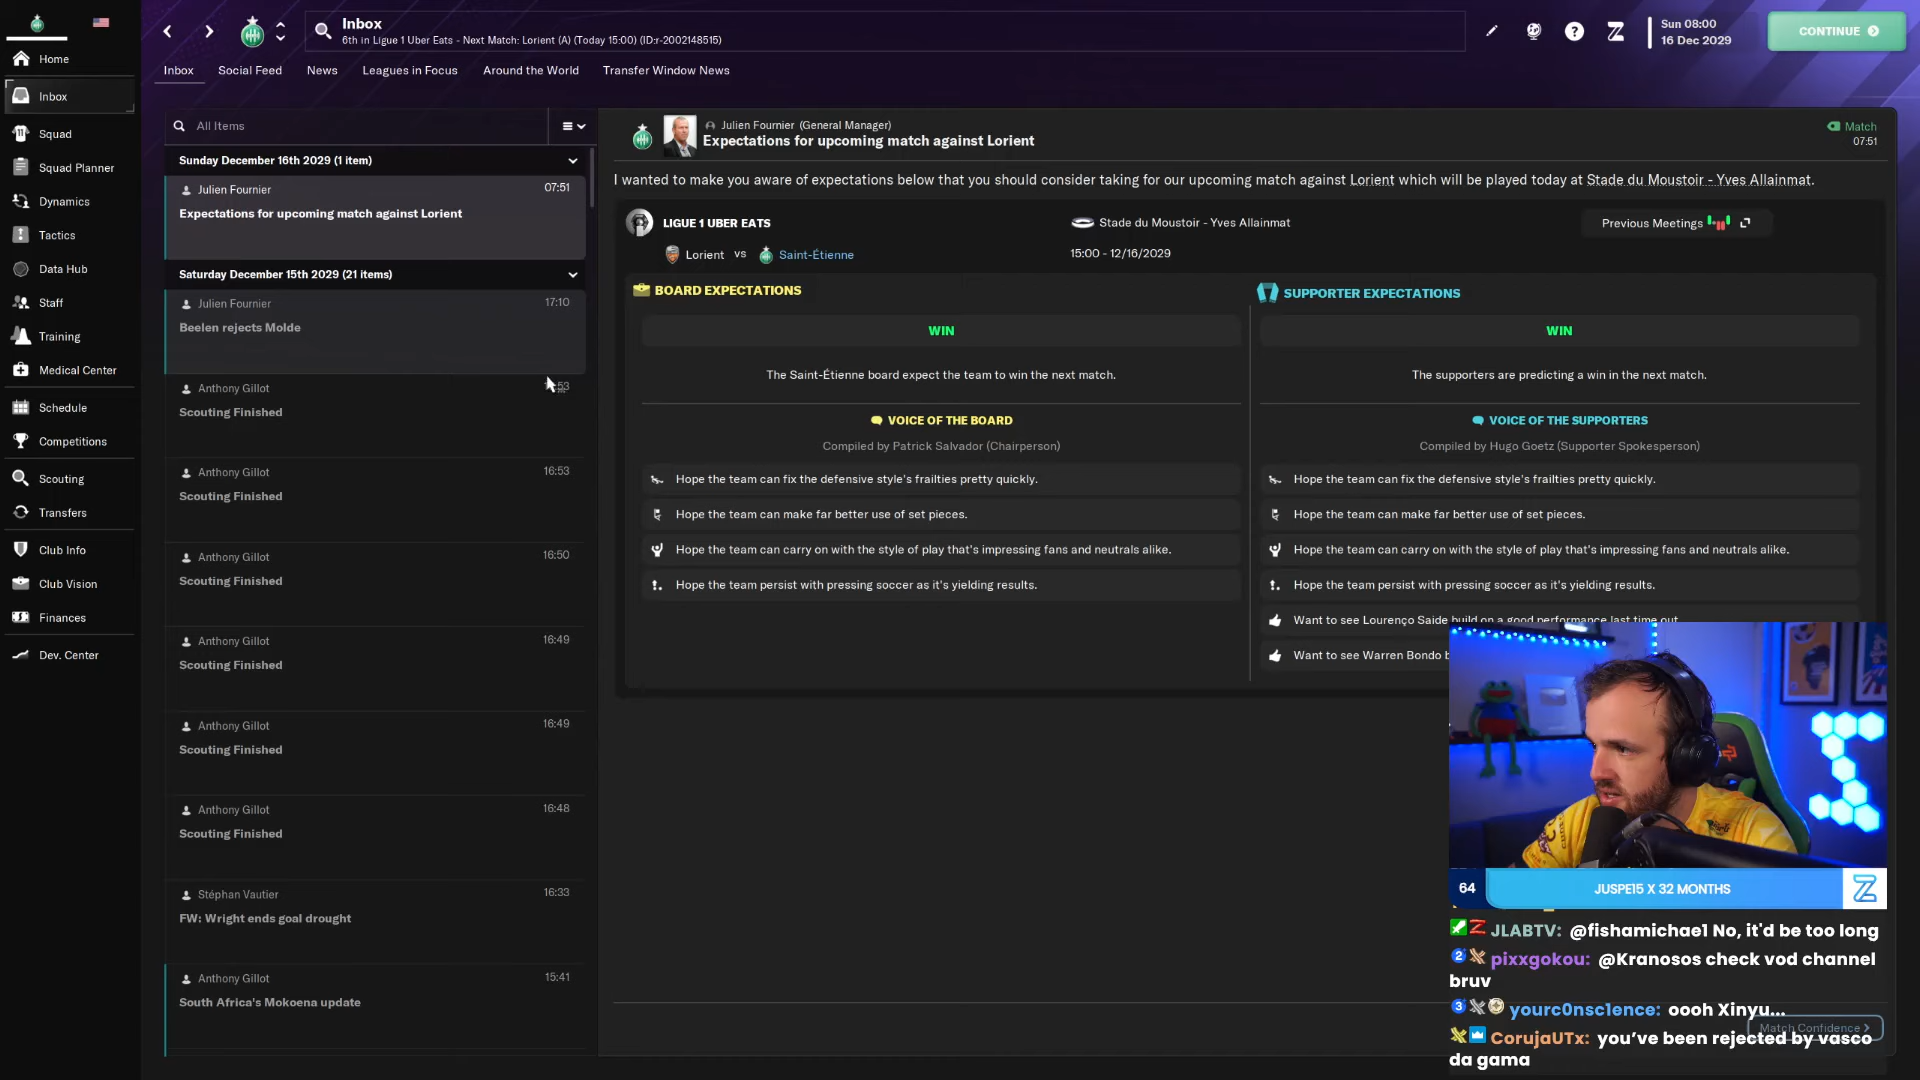 Inbox
6th in Ligue 1 Uber Eats - Next Match: Lorient (A) (Today 15:00) (ID:r-2002148515)
Sun 08:00
16 Dec 2029
CONTINUE
Home
Inbox
Squad
Squad Planner
Dynamics
Tactics
Data Hub
Staff
Training
Medical Center
Schedule
Competitions
Scouting
Transfers
Club Info
Club Vision
Finances
Dev. Center
Inbox Social Feed News Leagues in Focus Around the World Transfer Window News
All Items
Sunday December 16th 2029 (1 item)
Julien Fournier 07:51
Expectations for upcoming match against Lorient
Saturday December 15th 2029 (21 items)
Julien Fournier 17:10
Beelen rejects Molde
Anthony Gillot
Scouting Finished
Anthony Gillot 16:53
Scouting Finished
Anthony Gillot 16:50
Scouting Finished
Anthony Gillot 16:49
Scouting Finished
Anthony Gillot 16:49
Scouting Finished
Anthony Gillot 16:48
Scouting Finished
Stéphan Vautier 16:33
FW: Wright ends goal drought
Anthony Gillot 15:41
South Africa's Mokoena update
Julien Fournier (General Manager)
Expectations for upcoming match against Lorient
Match
07:51
I wanted to make you aware of expectations below that you should consider taking for our upcoming match against Lorient which will be played today at Stade du Moustoir - Yves Allainmat.
LIGUE 1 UBER EATS
Lorient vs Saint-Étienne
Stade du Moustoir - Yves Allainmat
15:00 - 12/16/2029
Previous Meetings
BOARD EXPECTATIONS
WIN
The Saint-Étienne board expect the team to win the next match.
VOICE OF THE BOARD
Compiled by Patrick Salvador (Chairperson)
Hope the team can fix the defensive style's frailties pretty quickly.
Hope the team can make far better use of set pieces.
Hope the team can carry on with the style of play that's impressing fans and neutrals alike.
Hope the team persist with pressing soccer as it's yielding results.
SUPPORTER EXPECTATIONS
WIN
The supporters are predicting a win in the next match.
VOICE OF THE SUPPORTERS
Compiled by Hugo Goetz (Supporter Spokesperson)
Hope the team can fix the defensive style's frailties pretty quickly.
Hope the team can make far better use of set pieces.
Hope the team can carry on with the style of play that's impressing fans and neutrals alike.
Hope the team persist with pressing soccer as it's yielding results.
Want to see Lourenço Saide build on a good performance last time out.
Want to see Warren Bondo
64 JUSPE15 X 32 MONTHS
JLABTV: @fishamichael No, it'd be too long
pixxgokou: @Kranosos check vod channel
bruv
yourc0nsc1ence: oooh Xinyu...
Match Confidence
CorujaUTx: you've been rejected by vasco
da gama